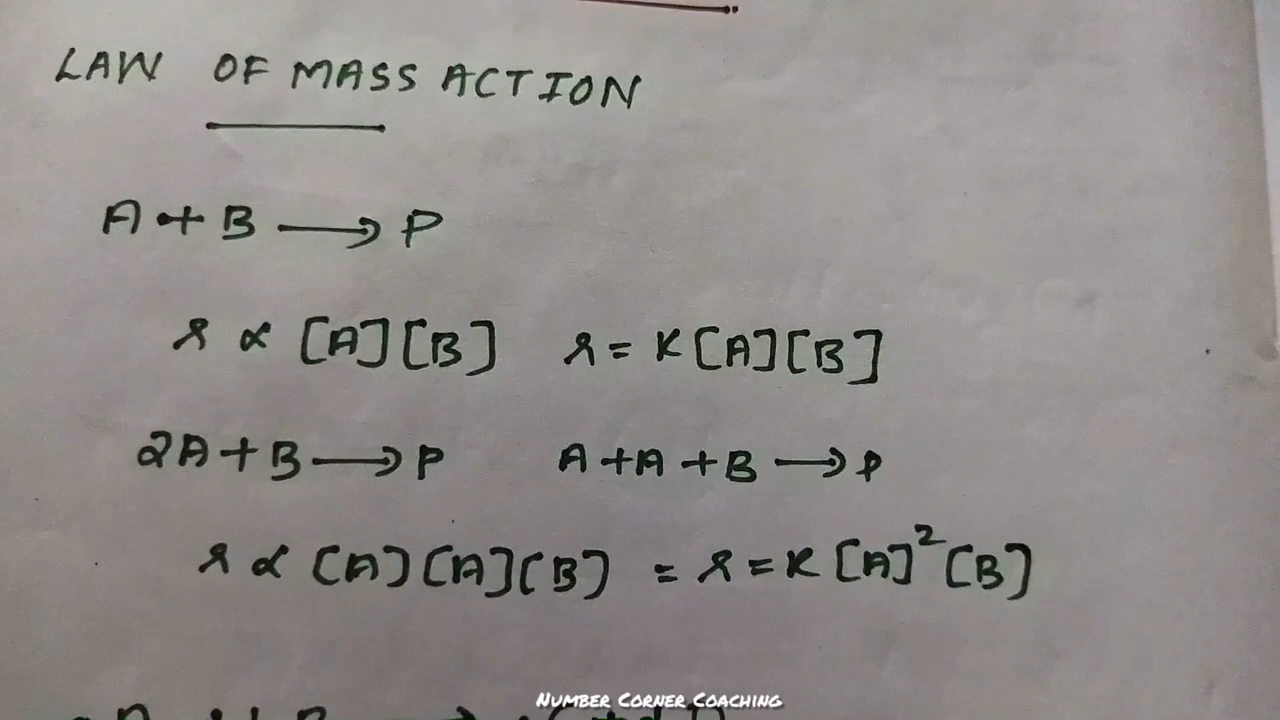 LAW OF MASS ACTION
A + B ⟶ P
r ∝ [A][B] r = K[A][B]
2A + B ⟶ P A + A + B ⟶ P
r ∝ [A][A][B] = r = K[A]²[B]
NUMBER CORNER COACHING